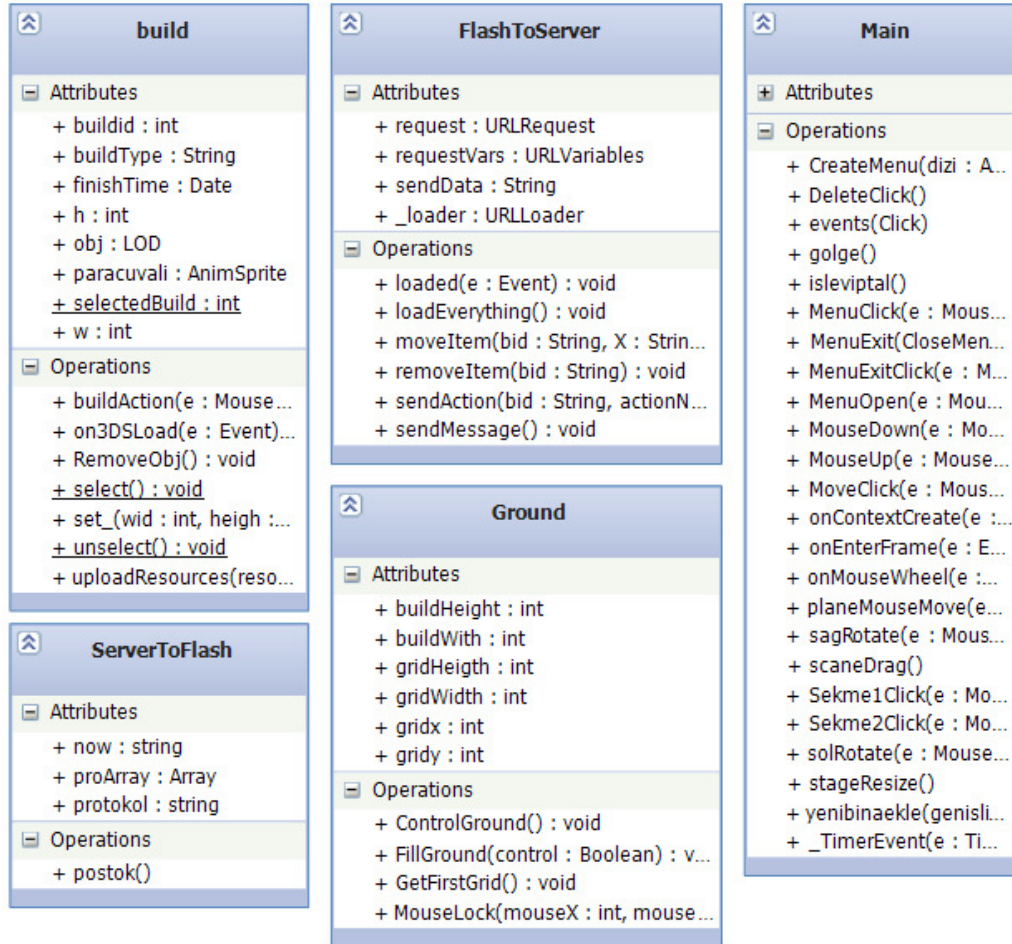 build
Attributes
+ buildid : int
+ buildType : String
+ finishTime : Date
+ h : int
+ obj : LOD
+ paracuvali : AnimSprite
+ selectedBuild : int
+ w : int
Operations
+ buildAction(e : Mouse...
+ on3DSLoad(e : Event)...
+ RemoveObj() : void
+ select() : void
+ set_(wid : int, heigh :...
+ unselect() : void
+ uploadResources(reso...
ServerToFlash
Attributes
+ now : string
+ proArray : Array
+ protokol : string
Operations
+ postok()
FlashToServer
Attributes
+ request : URLRequest
+ requestVars : URLVariables
+ sendData : String
+ _loader : URLLoader
Operations
+ loaded(e : Event) : void
+ loadEverything() : void
+ moveItem(bid : String, X : Strin...
+ removeItem(bid : String) : void
+ sendAction(bid : String, actionN...
+ sendMessage() : void
Ground
Attributes
+ buildHeight : int
+ buildWith : int
+ gridHeigth : int
+ gridWidth : int
+ gridx : int
+ gridy : int
Operations
+ ControlGround() : void
+ FillGround(control : Boolean) : v...
+ GetFirstGrid() : void
+ MouseLock(mouseX : int, mouse...
Main
Attributes
Operations
+ CreateMenu(dizi : A...
+ DeleteClick()
+ events(Click)
+ golge()
+ isleviptal()
+ MenuClick(e : Mous...
+ MenuExit(CloseMen...
+ MenuExitClick(e : M...
+ MenuOpen(e : Mou...
+ MouseDown(e : Mo...
+ MouseUp(e : Mouse...
+ MoveClick(e : Mous...
+ onContextCreate(e :...
+ onEnterFrame(e : E...
+ onMouseWheel(e :...
+ planeMouseMove(e...
+ sagRotate(e : Mous...
+ scaneDrag()
+ Sekme1Click(e : Mo...
+ Sekme2Click(e : Mo...
+ solRotate(e : Mouse...
+ stageResize()
+ yenibinaekle(genisli...
+ _TimerEvent(e : Ti...